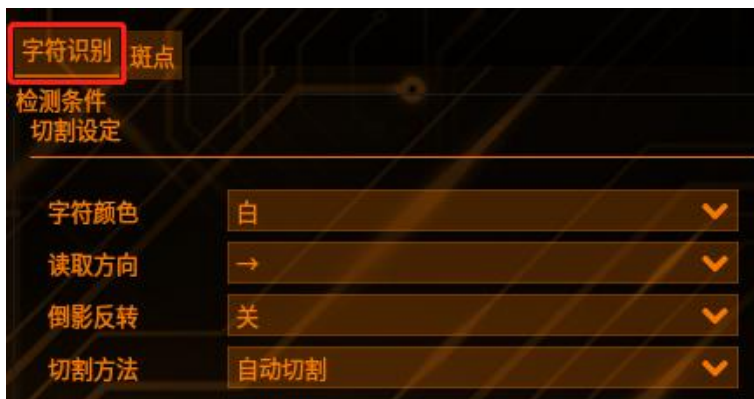 字符识别 斑点
检测条件
切割设定
字符颜色 白
读取方向 →
倒影反转 关
切割方法 自动切割